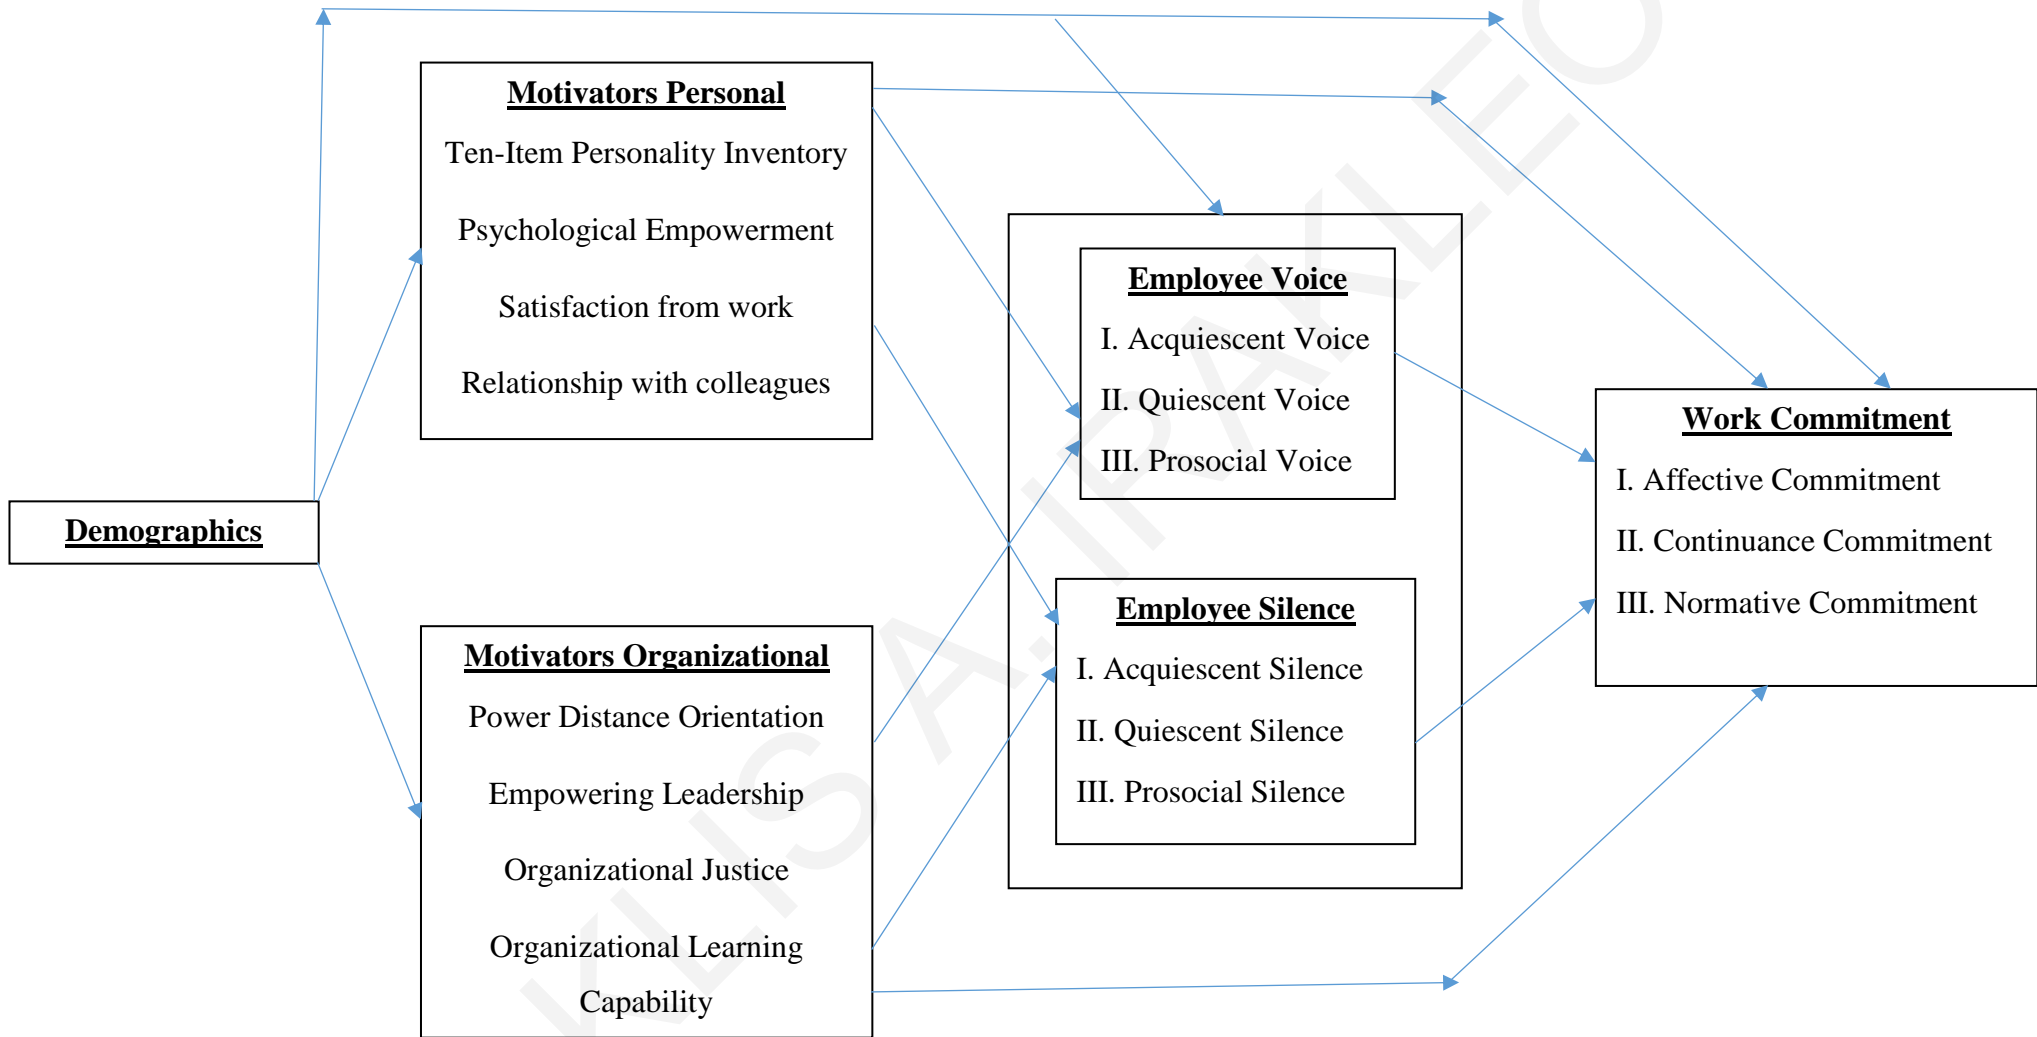 Demographics
Motivators Personal
Ten-Item Personality Inventory
Psychological Empowerment
Satisfaction from work
Relationship with colleagues
Motivators Organizational
Power Distance Orientation
Empowering Leadership
Organizational Justice
Organizational Learning
Capability
Employee Voice
I. Acquiescent Voice
II. Quiescent Voice
III. Prosocial Voice
Employee Silence
I. Acquiescent Silence
II. Quiescent Silence
III. Prosocial Silence
Work Commitment
I. Affective Commitment
II. Continuance Commitment
III. Normative Commitment
KLIS A. IRAKLEO